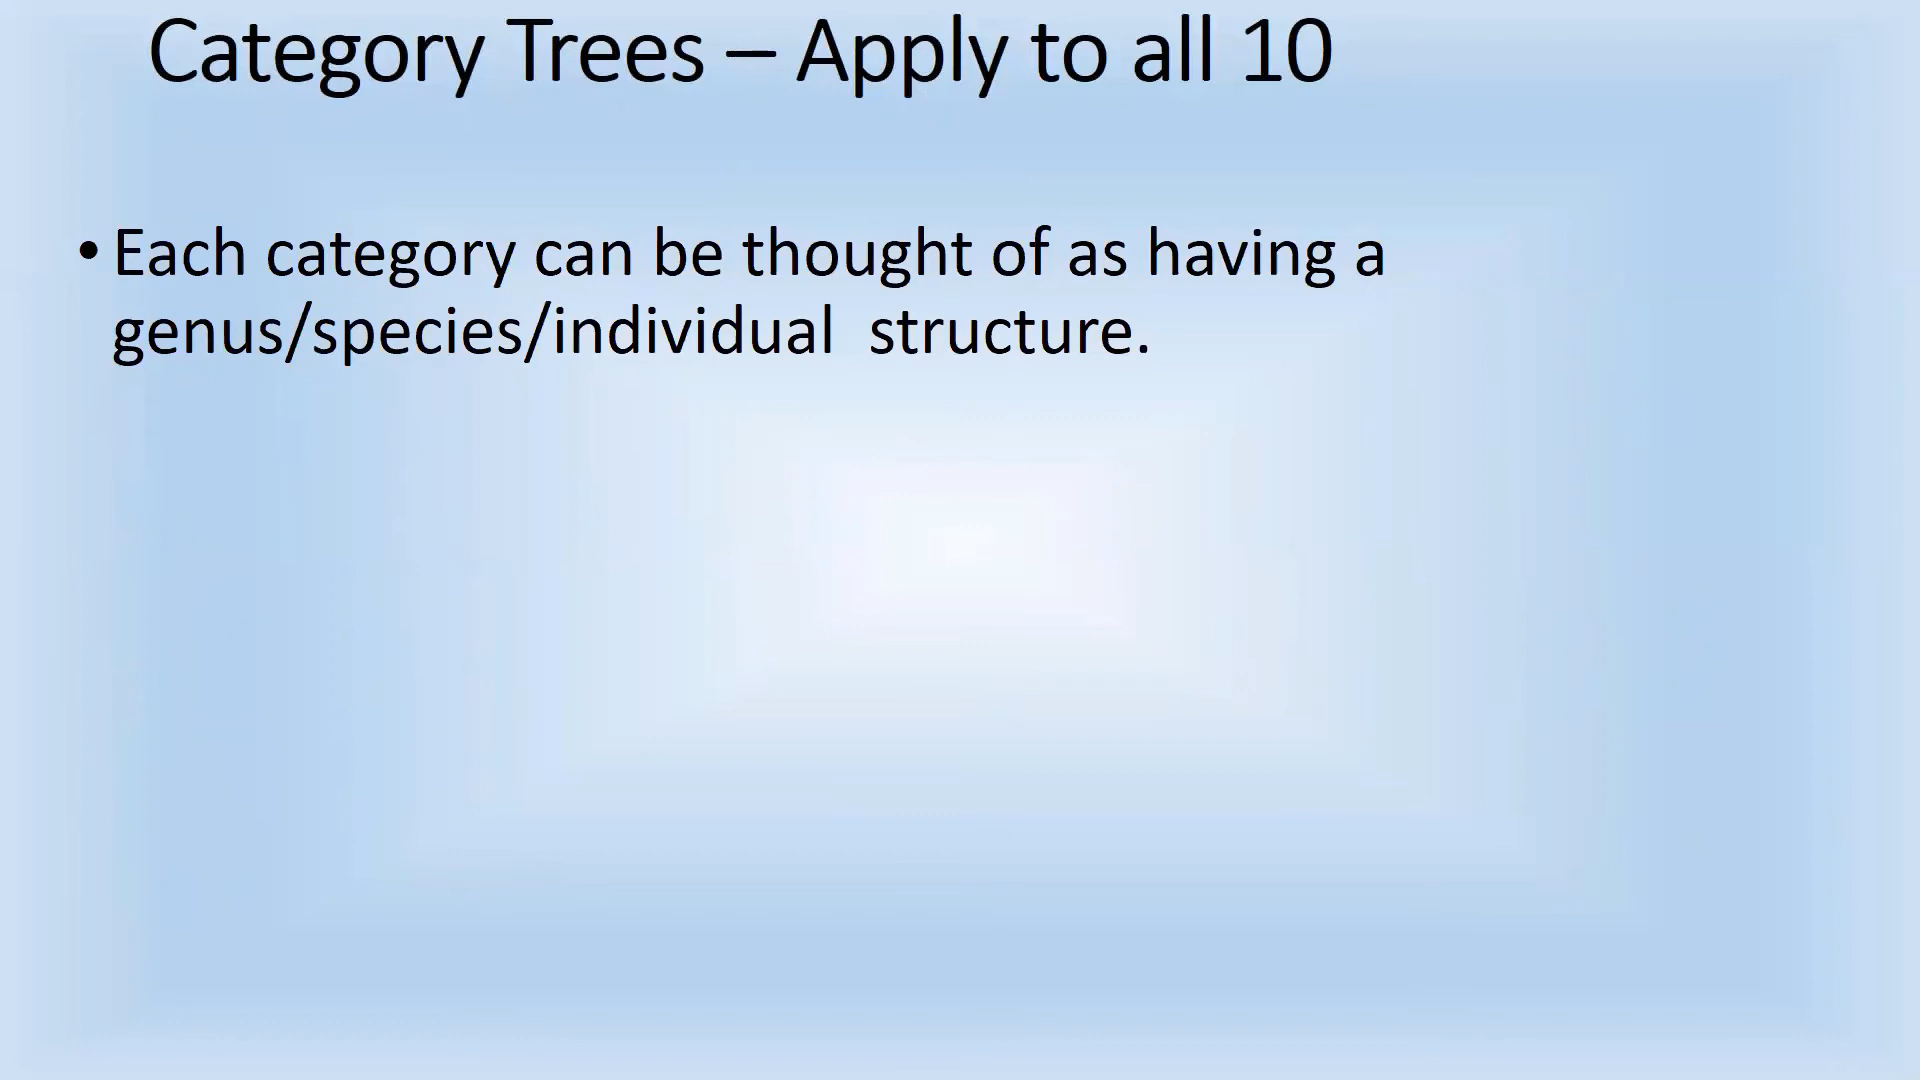 Category Trees – Apply to all 10
• Each category can be thought of as having a
genus/species/individual  structure.